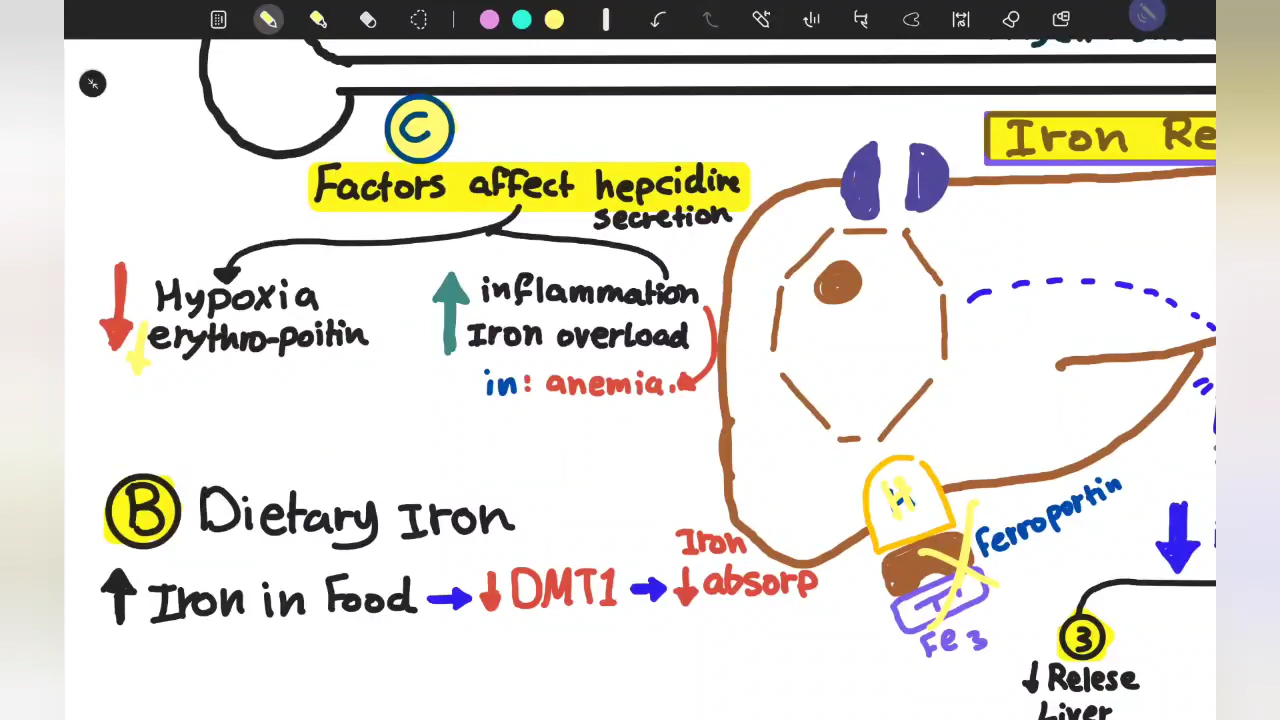 C
Iron Re
Factors affect hepcidine
secretion
Hypoxia
erythro-poitin
inflammation
Iron overload
in: anemia.
B Dietary Iron
↑ Iron in Food → ↓ DMT1 → ↓ Iron absorp
H
Ferroportin
Fe 3
3
↓ Relese
Liver